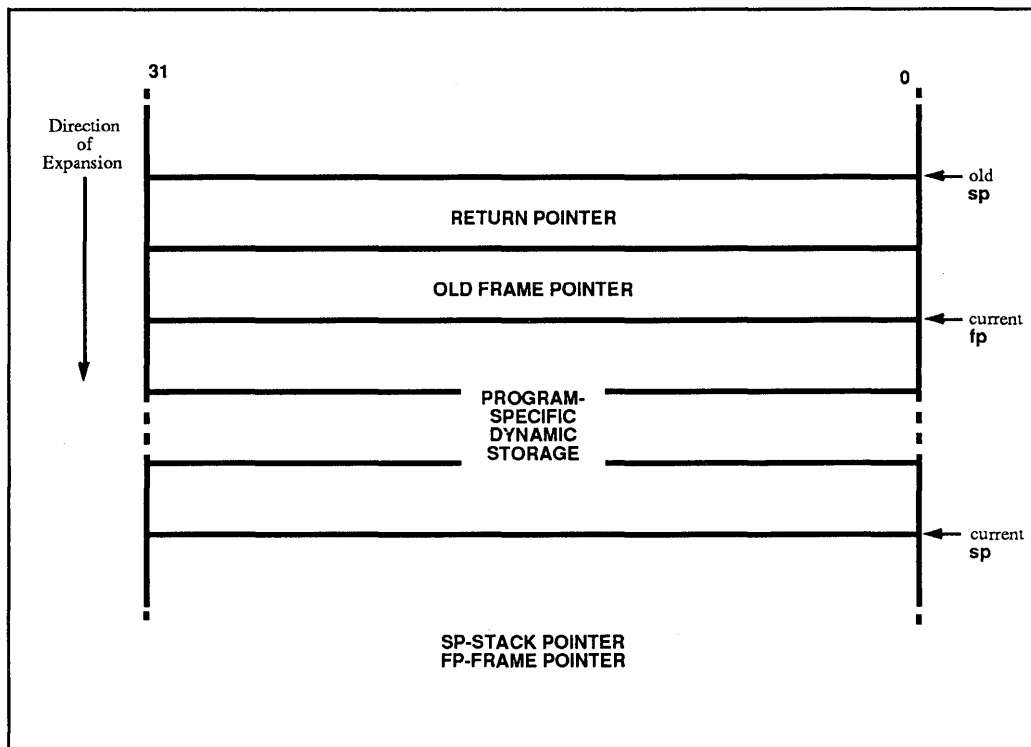 31
0
Direction
of
Expansion
old
sp
RETURN POINTER
OLD FRAME POINTER
current
fp
PROGRAM-
SPECIFIC
DYNAMIC
STORAGE
current
sp
SP-STACK POINTER
FP-FRAME POINTER